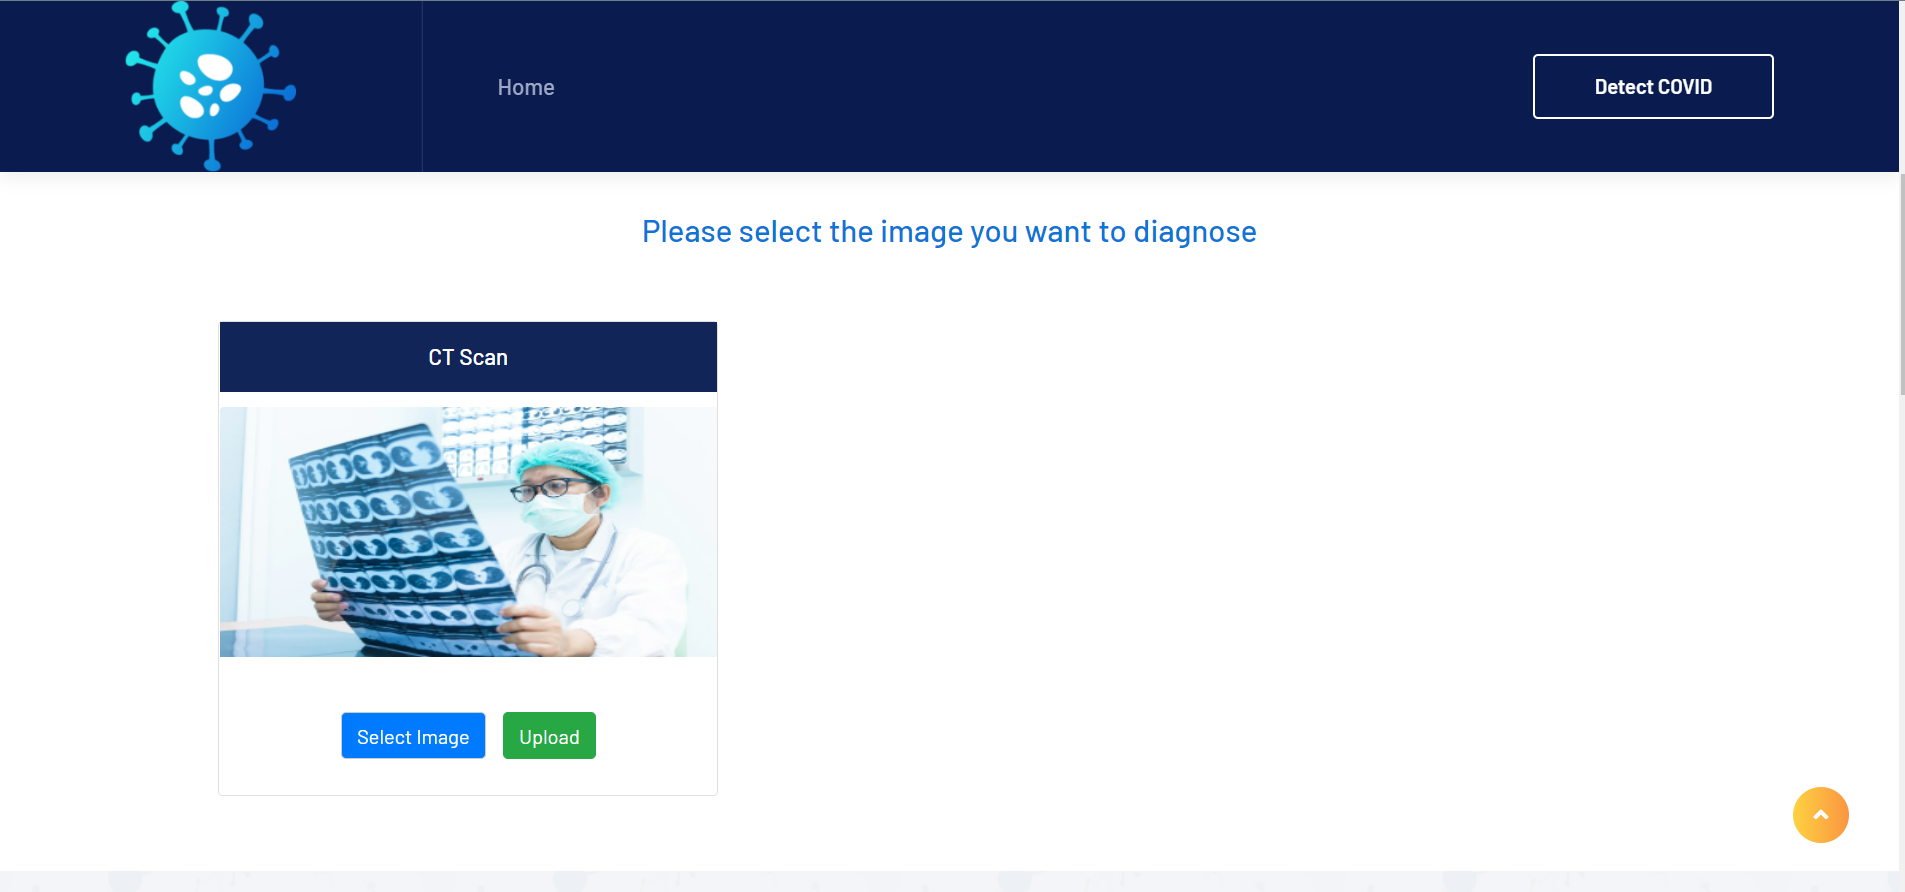 Home
Detect COVID
Please select the image you want to diagnose
CT Scan
Select Image
Upload